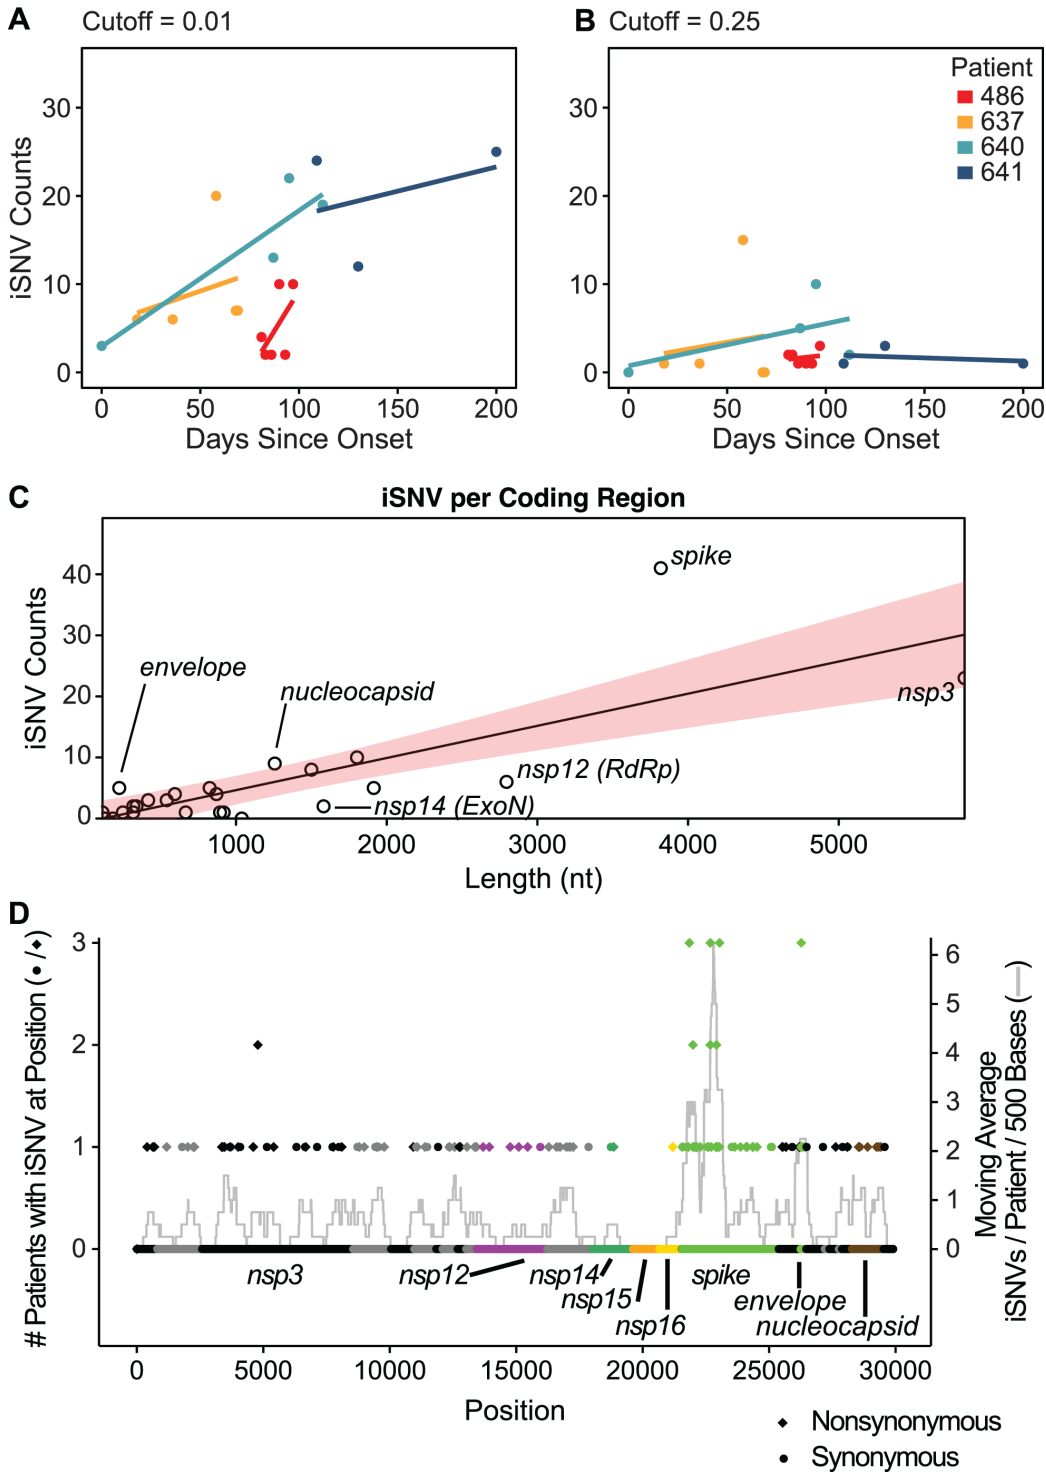 A Cutoff = 0.01
B Cutoff = 0.25
iSNV Counts
30
20
10
0
0 50 100 150 200
Days Since Onset
30
20
10
0
0 50 100 150 200
Days Since Onset
Patient
486
637
640
641
C
iSNV per Coding Region
iSNV Counts
40
30
20
10
0
spike
envelope
nucleocapsid
nsp3
nsp12 (RdRp)
nsp14 (ExoN)
1000 2000 3000 4000 5000
Length (nt)
D
# Patients with iSNV at Position (●/◆)
3
2
1
0
6
5
4
3
2
1
0
Moving Average
iSNVs / Patient / 500 Bases (—)
nsp3
nsp12
nsp14
nsp15
nsp16
spike
envelope
nucleocapsid
0 5000 10000 15000 20000 25000 30000
Position
Nonsynonymous
Synonymous